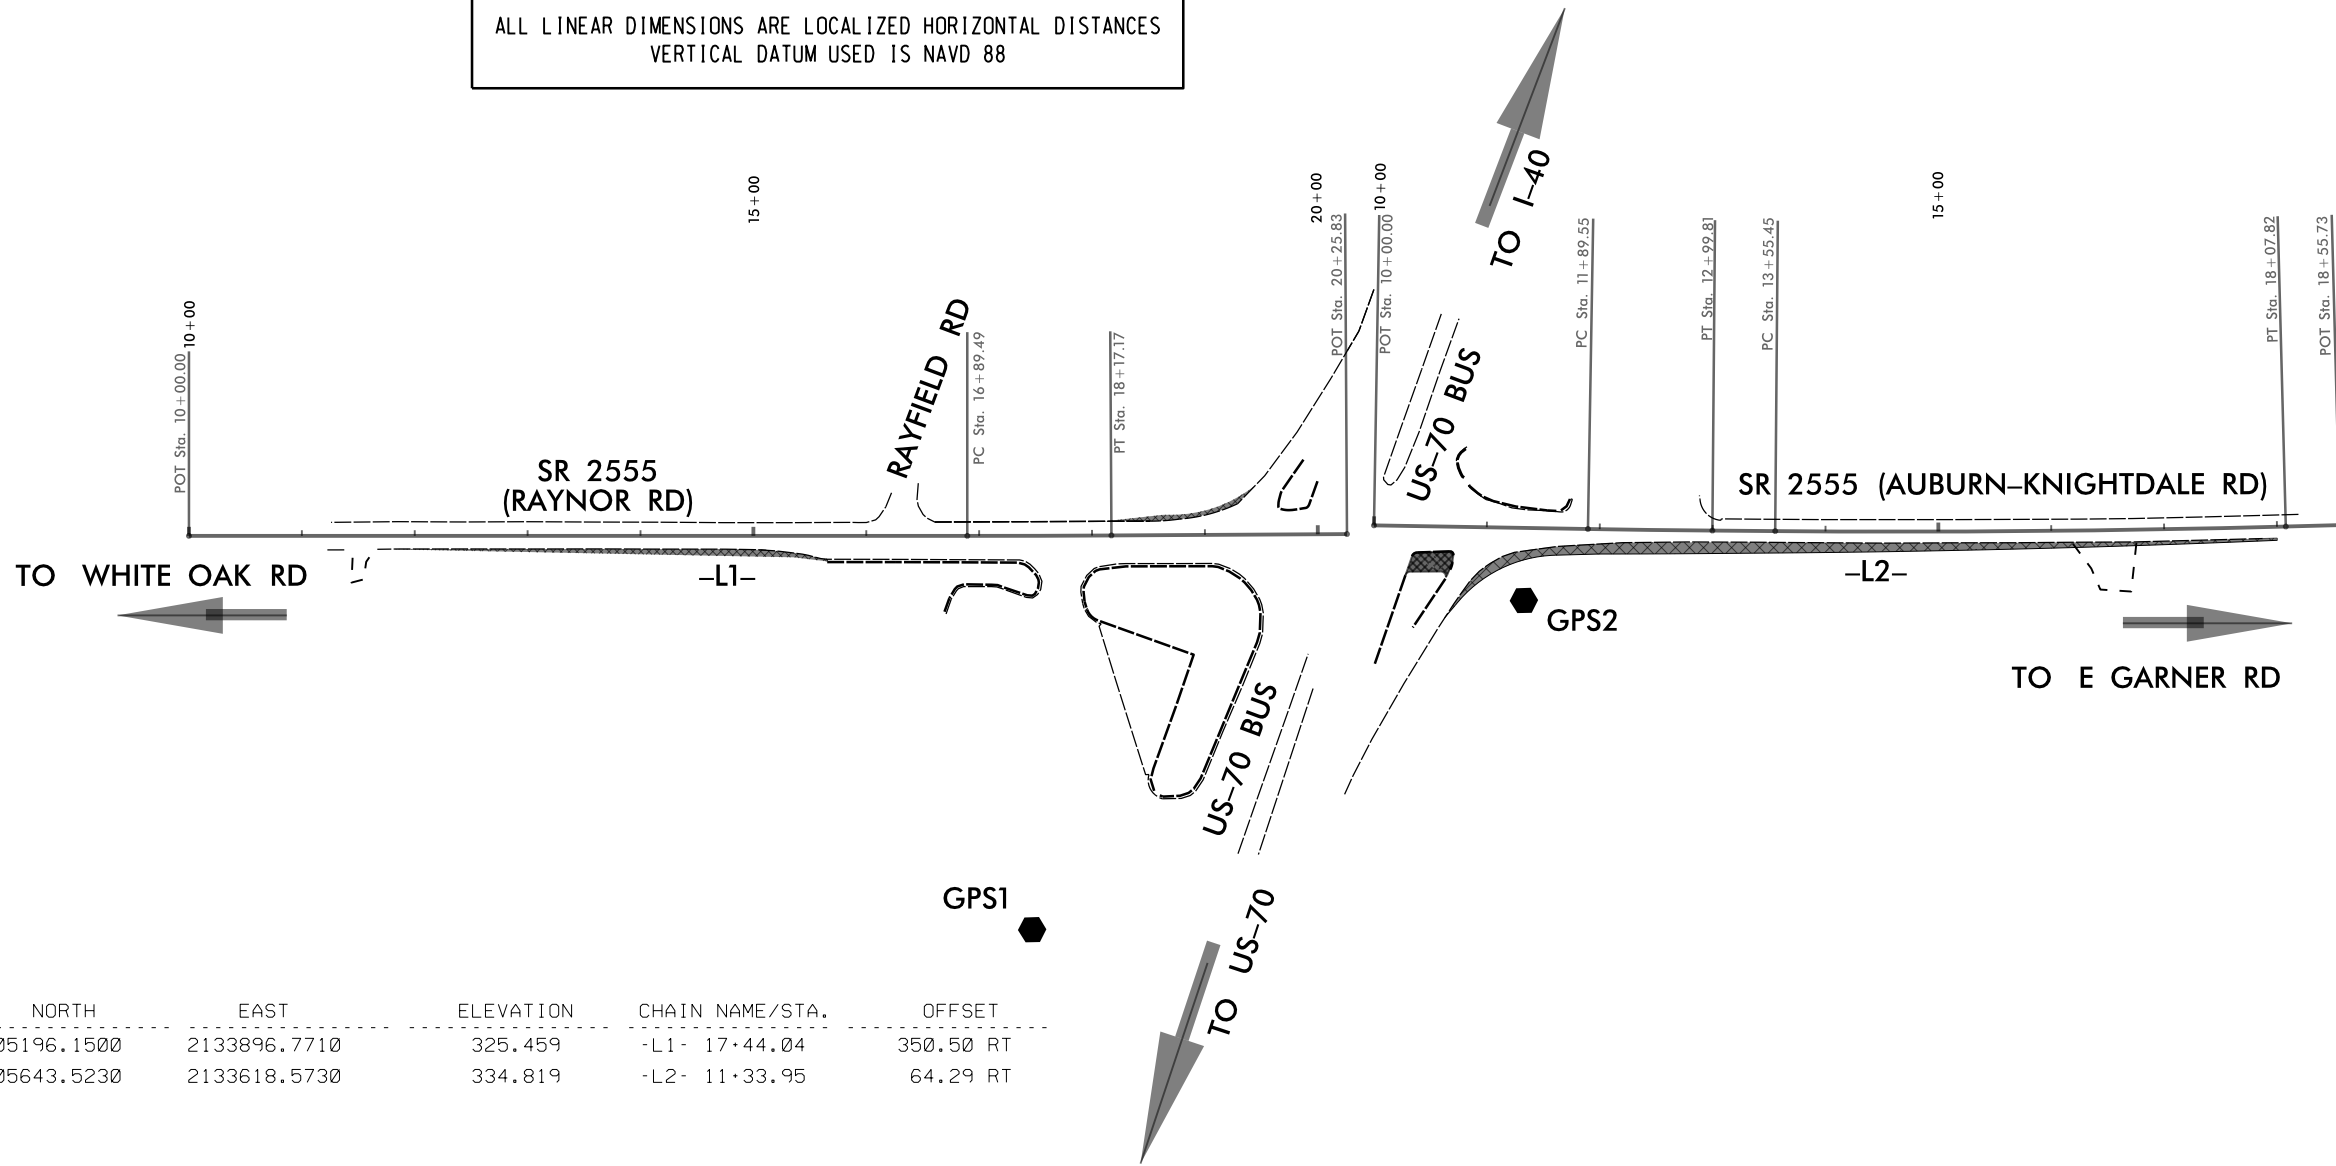 ALL LINEAR DIMENSIONS ARE LOCALIZED HORIZONTAL DISTANCES
VERTICAL DATUM USED IS NAVD 88
TO I-40
15+00
20+00
10+00
15+00
POT Sta. 20+25.83
POT Sta. 10+00.00
PC Sta. 11+89.55
PT Sta. 12+99.81
PC Sta. 13+55.45
PT Sta. 18+07.82
POT Sta. 18+55.73
10+00
POT Sta. 10+00.00
RAYFIELD RD
PC Sta. 16+89.49
PT Sta. 18+17.17
US-70 BUS
SR 2555
(RAYNOR RD)
SR 2555 (AUBURN-KNIGHTDALE RD)
TO WHITE OAK RD
-L1-
-L2-
GPS2
TO E GARNER RD
US-70 BUS
GPS1
TO US-70
NORTH EAST ELEVATION CHAIN NAME/STA. OFFSET
05196.1500 2133896.7710 325.459 -L1- 17+44.04 350.50 RT
05643.5230 2133618.5730 334.819 -L2- 11+33.95 64.29 RT